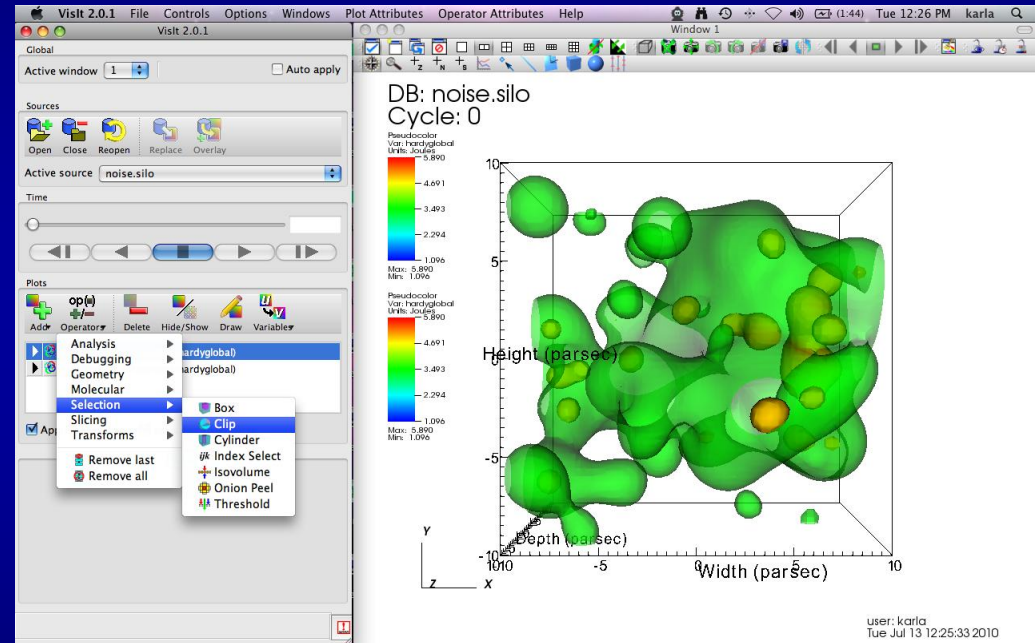 VisIt 2.0.1 File Controls Options Windows Plot Attributes Operator Attributes Help (1:44) Tue 12:26 PM karla
VisIt 2.0.1
Global
Active window 1 Auto apply
Sources
Open Close Reopen Replace Overlay
Active source noise.silo
Time
Plots
Add Operators Delete Hide/Show Draw Variables
Analysis
Debugging
Geometry
Molecular
Selection
Slicing
Transforms
Remove last
Remove all
ardyglobal)
ardyglobal)
App
Box
Clip
Cylinder
ijk Index Select
Isovolume
Onion Peel
Threshold
Window 1
DB: noise.silo
Cycle: 0
Pseudocolor
Var: hardyglobal
Units: Joules
5.890
4.691
3.493
2.294
1.096
Max: 5.890
Min: 1.096
Pseudocolor
Var: hardyglobal
Units: Joules
5.890
4.691
3.493
2.294
1.096
Max: 5.890
Min: 1.096
10
5
Height (parsec)
-5
-10
Depth (parsec)
-5
Width (parsec)
10
Y
Z X
user: karla
Tue Jul 13 12:25:33 2010